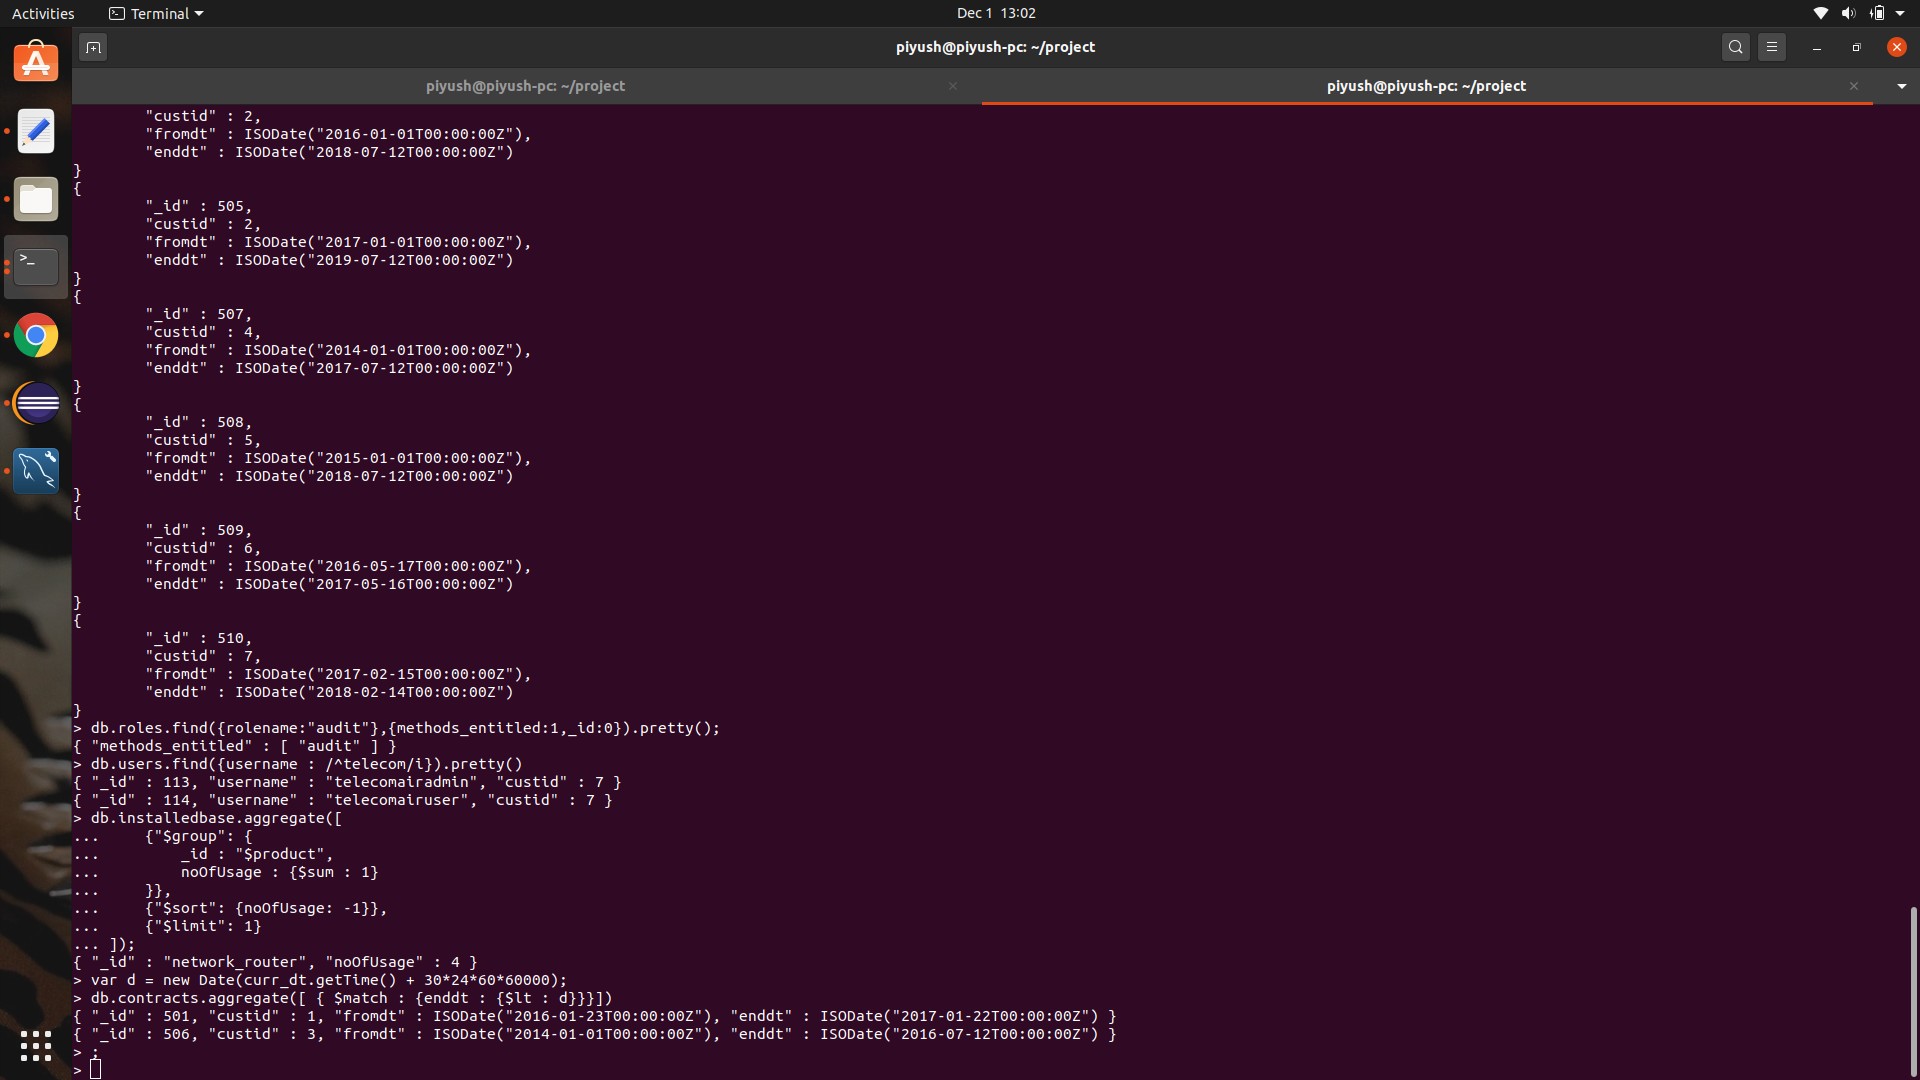 Activities
Terminal
Dec 1 13:02
piyush@piyush-pc: ~/project
piyush@piyush-pc: ~/project
piyush@piyush-pc: ~/project
"custid" : 2,
"fromdt" : ISODate("2016-01-01T00:00:00Z"),
"enddt" : ISODate("2018-07-12T00:00:00Z")
}
{
"_id" : 505,
"custid" : 2,
"fromdt" : ISODate("2017-01-01T00:00:00Z"),
"enddt" : ISODate("2019-07-12T00:00:00Z")
}
{
"_id" : 507,
"custid" : 4,
"fromdt" : ISODate("2014-01-01T00:00:00Z"),
"enddt" : ISODate("2017-07-12T00:00:00Z")
}
{
"_id" : 508,
"custid" : 5,
"fromdt" : ISODate("2015-01-01T00:00:00Z"),
"enddt" : ISODate("2018-07-12T00:00:00Z")
}
{
"_id" : 509,
"custid" : 6,
"fromdt" : ISODate("2016-05-17T00:00:00Z"),
"enddt" : ISODate("2017-05-16T00:00:00Z")
}
{
"_id" : 510,
"custid" : 7,
"fromdt" : ISODate("2017-02-15T00:00:00Z"),
"enddt" : ISODate("2018-02-14T00:00:00Z")
}
> db.roles.find({rolename:"audit"},{methods_entitled:1,_id:0}).pretty();
{ "methods_entitled" : [ "audit" ] }
> db.users.find({username : /^telecom/i}).pretty()
{ "_id" : 113, "username" : "telecomairadmin", "custid" : 7 }
{ "_id" : 114, "username" : "telecomairuser", "custid" : 7 }
> db.installedbase.aggregate([
... {"$group": {
... _id : "$product",
... noOfUsage : {$sum : 1}
... }},
... {"$sort": {noOfUsage: -1}},
... {"$limit": 1}
... ]);
{ "_id" : "network_router", "noOfUsage" : 4 }
> var d = new Date(curr_dt.getTime() + 30*24*60*60000);
> db.contracts.aggregate([ { $match : {enddt : {$lt : d}}}])
{ "_id" : 501, "custid" : 1, "fromdt" : ISODate("2016-01-23T00:00:00Z"), "enddt" : ISODate("2017-01-22T00:00:00Z") }
{ "_id" : 506, "custid" : 3, "fromdt" : ISODate("2014-01-01T00:00:00Z"), "enddt" : ISODate("2016-07-12T00:00:00Z") }
> ;
>